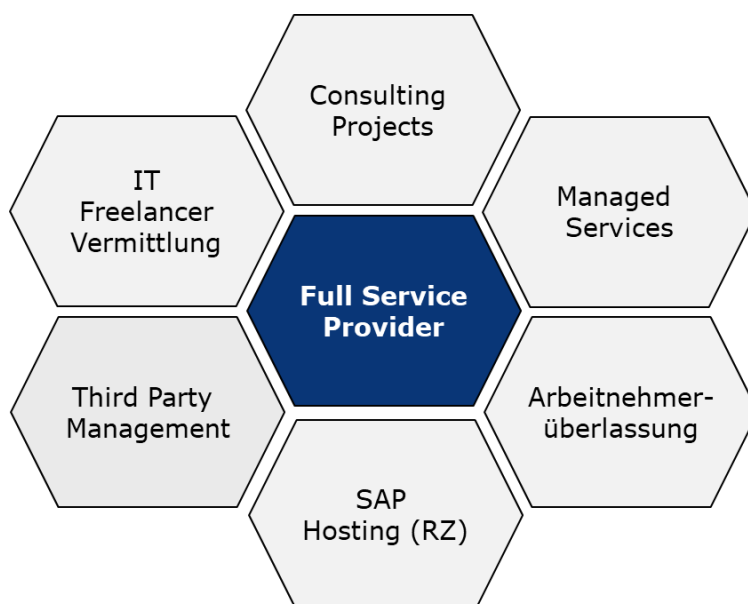 Consulting
Projects
IT
Freelancer
Vermittlung
Managed
Services
Full Service
Provider
Third Party
Management
Arbeitnehmer-
überlassung
SAP
Hosting (RZ)